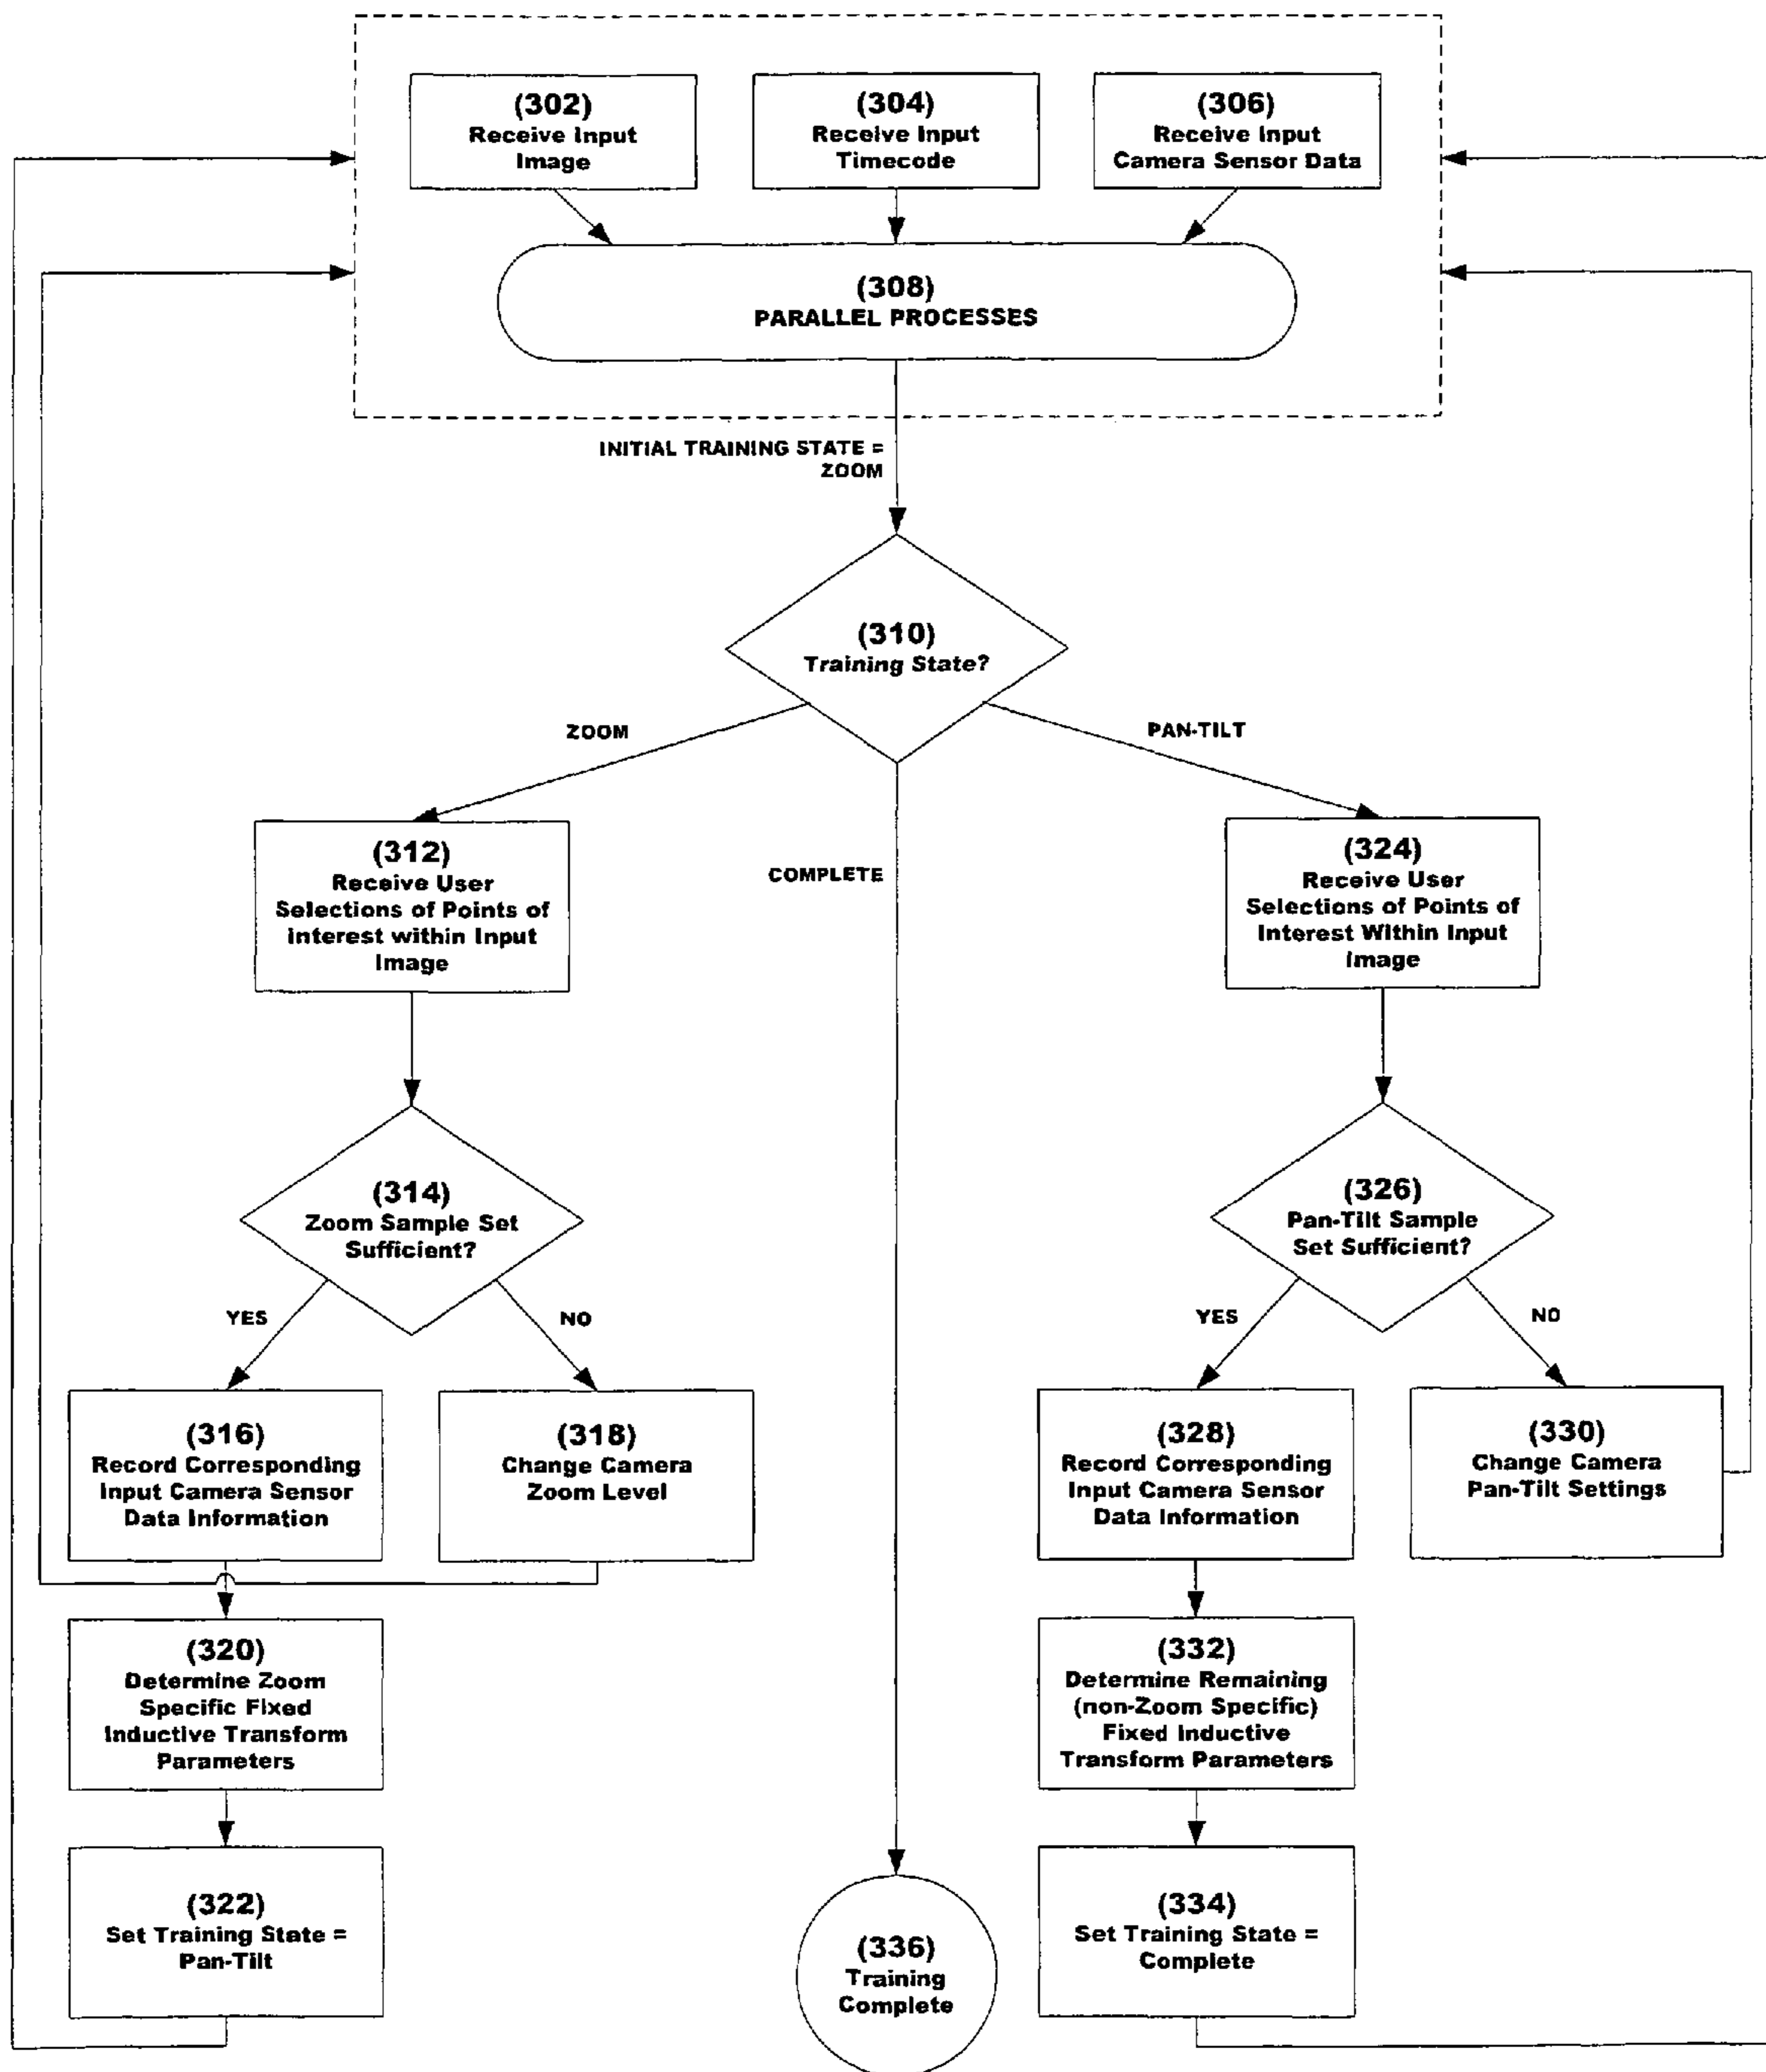 (302)
Receive Input
Image
(304)
Receive Input
Timecode
(306)
Receive Input
Camera Sensor Data
(308)
PARALLEL PROCESSES
INITIAL TRAINING STATE =
ZOOM
(310)
Training State?
ZOOM
PAN-TILT
COMPLETE
(312)
Receive User
Selections of Points of
Interest within Input
Image
(324)
Receive User
Selections of Points of
Interest Within Input
Image
(314)
Zoom Sample Set
Sufficient?
(326)
Pan-Tilt Sample
Set Sufficient?
YES
NO
YES
NO
(316)
Record Corresponding
Input Camera Sensor
Data Information
(318)
Change Camera
Zoom Level
(328)
Record Corresponding
Input Camera Sensor
Data Information
(330)
Change Camera
Pan-Tilt Settings
(320)
Determine Zoom
Specific Fixed
Inductive Transform
Parameters
(332)
Determine Remaining
(non-Zoom Specific)
Fixed Inductive
Transform Parameters
(322)
Set Training State =
Pan-Tilt
(336)
Training
Complete
(334)
Set Training State =
Complete